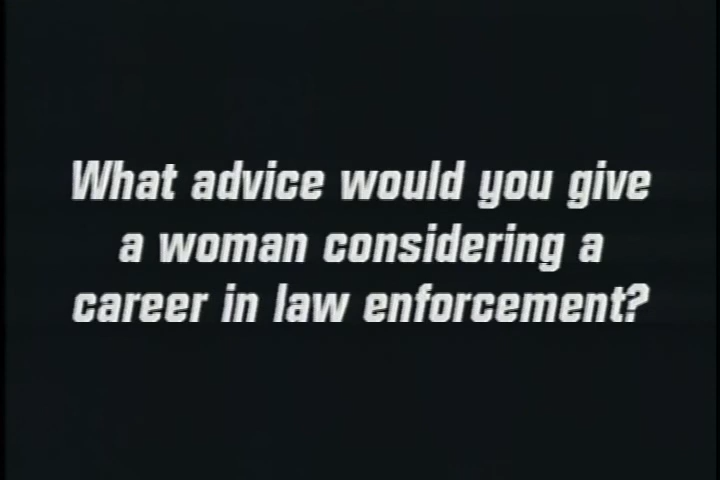 What advice would you give
a woman considering a
career in law enforcement?